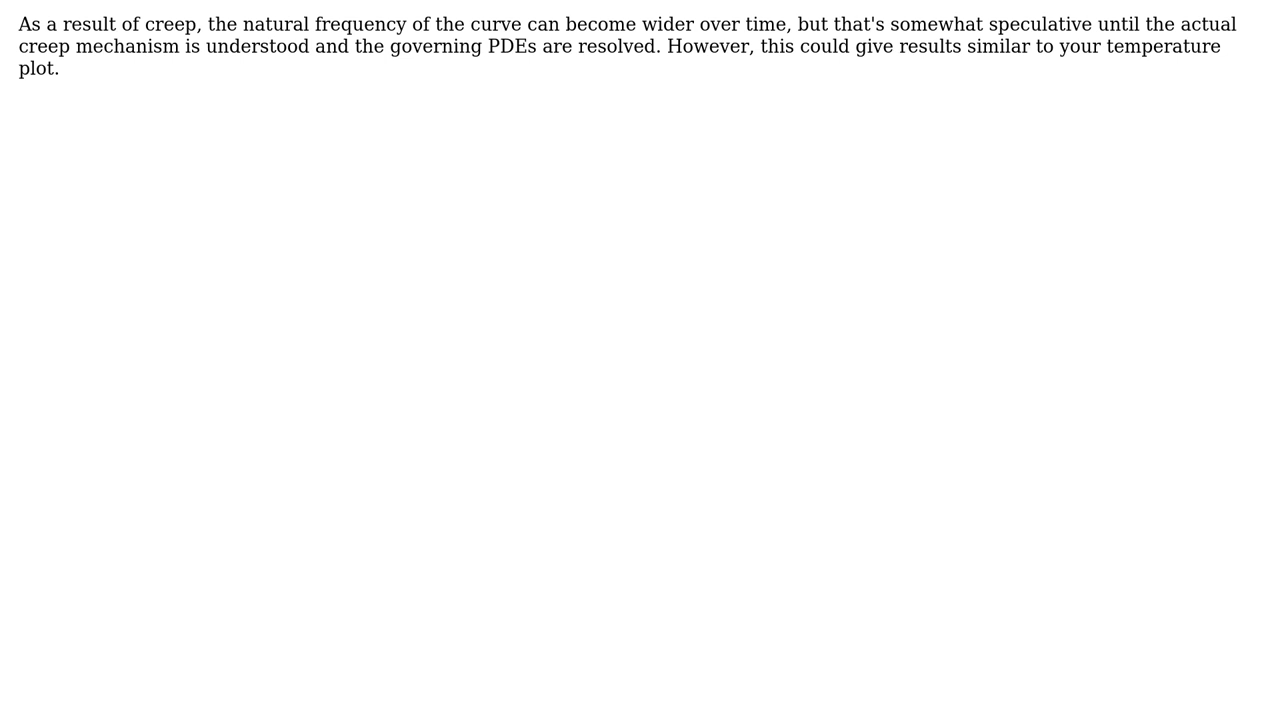 As a result of creep, the natural frequency of the curve can become wider over time, but that's somewhat speculative until the actual
creep mechanism is understood and the governing PDEs are resolved. However, this could give results similar to your temperature
plot.